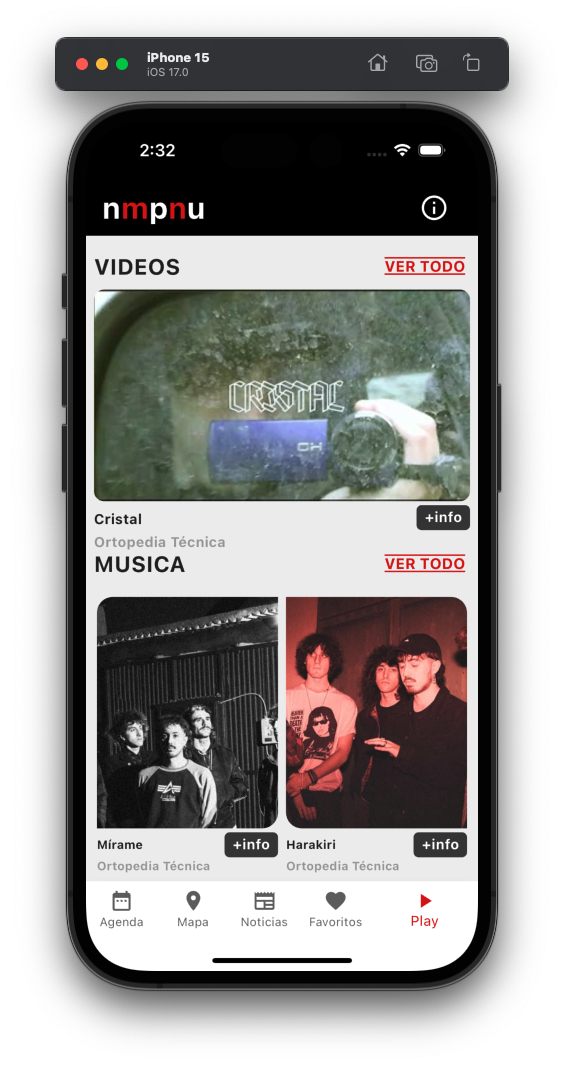 iPhone 15
iOS 17.0
2:32
nmpnu
VIDEOS VER TODO
CRISTAL
GH
Cristal +info
Ortopedia Técnica
MUSICA VER TODO
Mírame +info Harakiri +info
Ortopedia Técnica Ortopedia Técnica
Agenda Mapa Noticias Favoritos Play